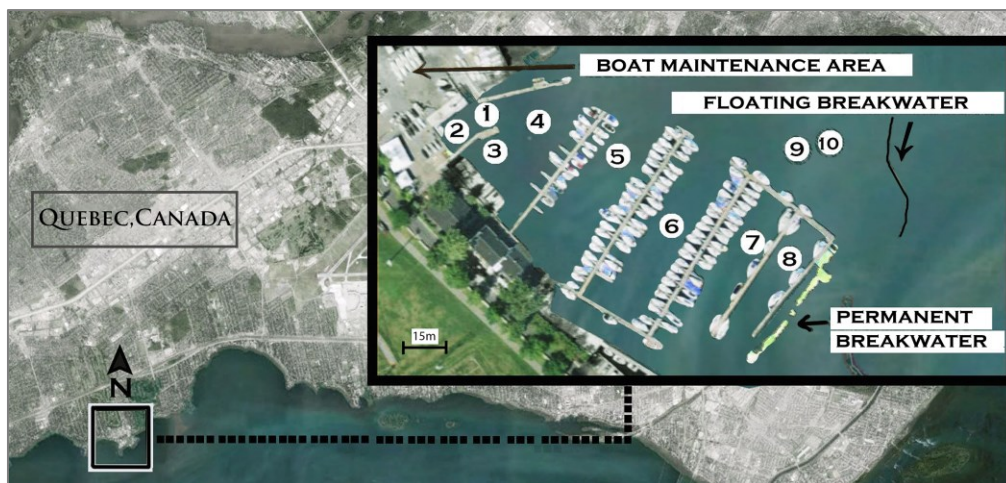 BOAT MAINTENANCE AREA
FLOATING BREAKWATER
1
2
3
4
5
6
7
8
9
10
QUEBEC,CANADA
PERMANENT
BREAKWATER
15m
N